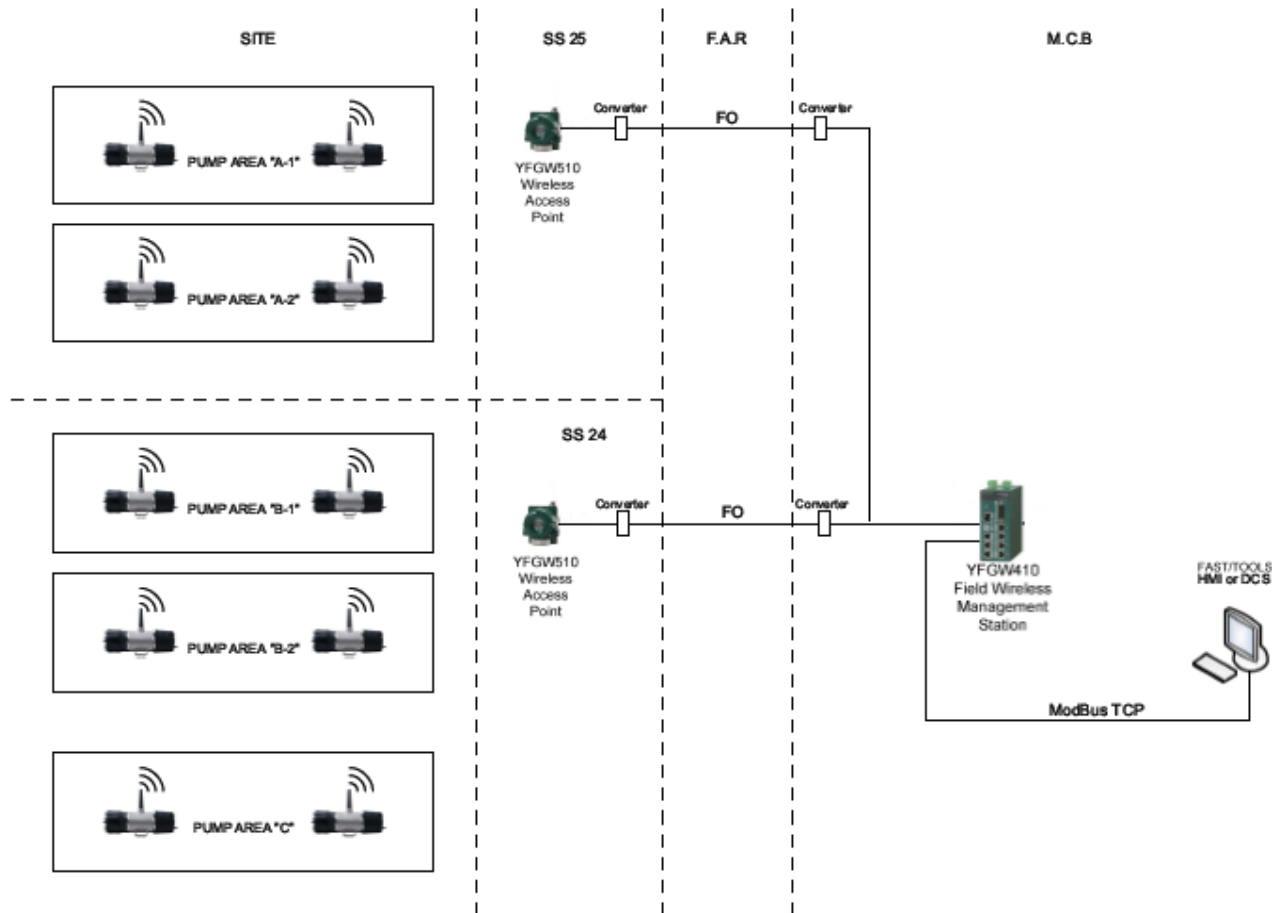 SITE
SS 25
F.A.R
M.C.B
Converter
FO
Converter
PUMP AREA "A-1"
YFGW510
Wireless
Access
Point
PUMP AREA "A-2"
SS 24
PUMP AREA "B-1"
Converter
FO
Converter
YFGW510
Wireless
Access
Point
YFGW410
Field Wireless
Management
Station
FAST/TOOLS
HMI or DCS
PUMP AREA "B-2"
ModBus TCP
PUMP AREA "C"